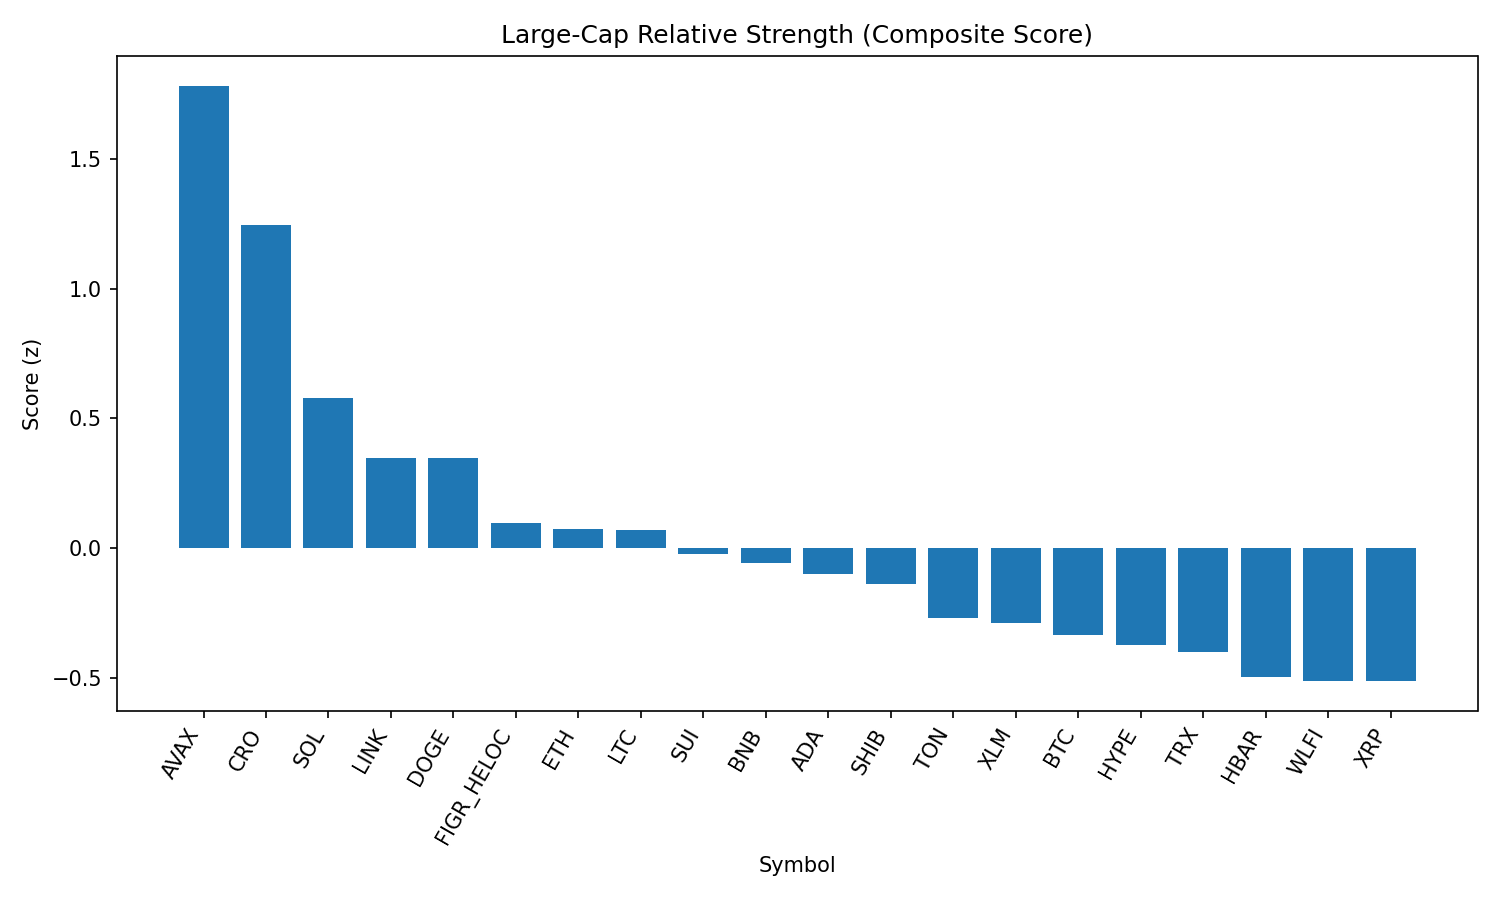 Large-Cap Relative Strength (Composite Score)
Score (z)
1.5
1.0
0.5
0.0
−0.5
AVAX
CRO
SOL
LINK
DOGE
FIGR_HELOC
ETH
LTC
SUI
BNB
ADA
SHIB
TON
XLM
BTC
HYPE
TRX
HBAR
WLFI
XRP
Symbol